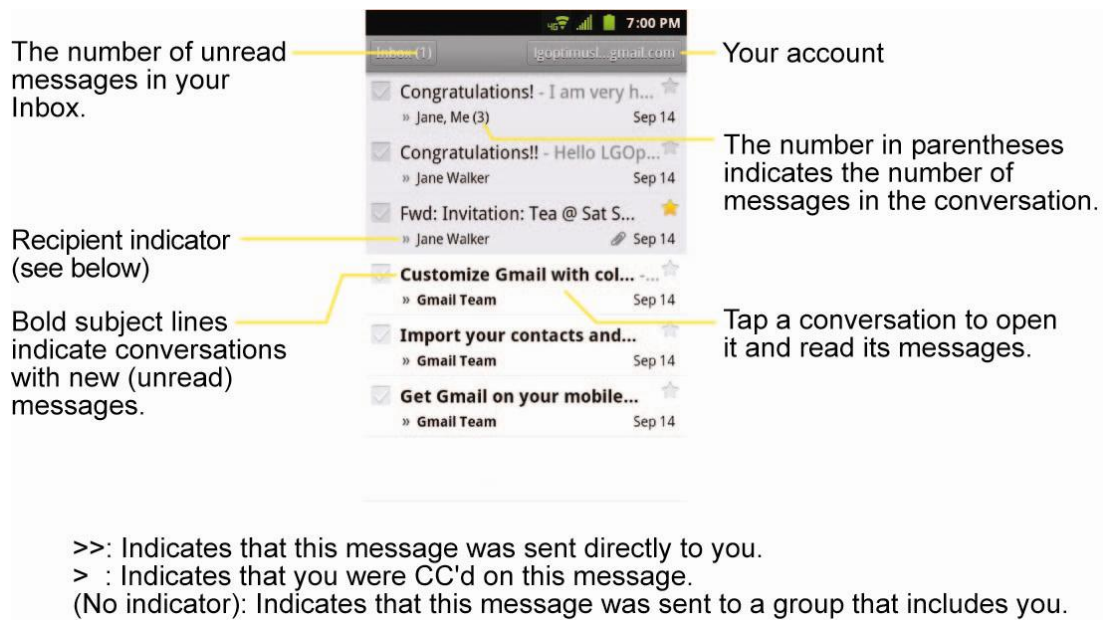 7:00 PM
The number of unread
messages in your
Inbox.
Inbox (1)
lgoptimusl...gmail.com
Your account
Congratulations! - I am very h...
» Jane, Me (3) Sep 14
The number in parentheses
indicates the number of
messages in the conversation.
Congratulations!! - Hello LGOp...
» Jane Walker Sep 14
Fwd: Invitation: Tea @ Sat S...
» Jane Walker Sep 14
Recipient indicator
(see below)
Customize Gmail with col... -...
» Gmail Team Sep 14
Bold subject lines
indicate conversations
with new (unread)
messages.
Tap a conversation to open
it and read its messages.
Import your contacts and...
» Gmail Team Sep 14
Get Gmail on your mobile...
» Gmail Team Sep 14
>>: Indicates that this message was sent directly to you.
> : Indicates that you were CC'd on this message.
(No indicator): Indicates that this message was sent to a group that includes you.